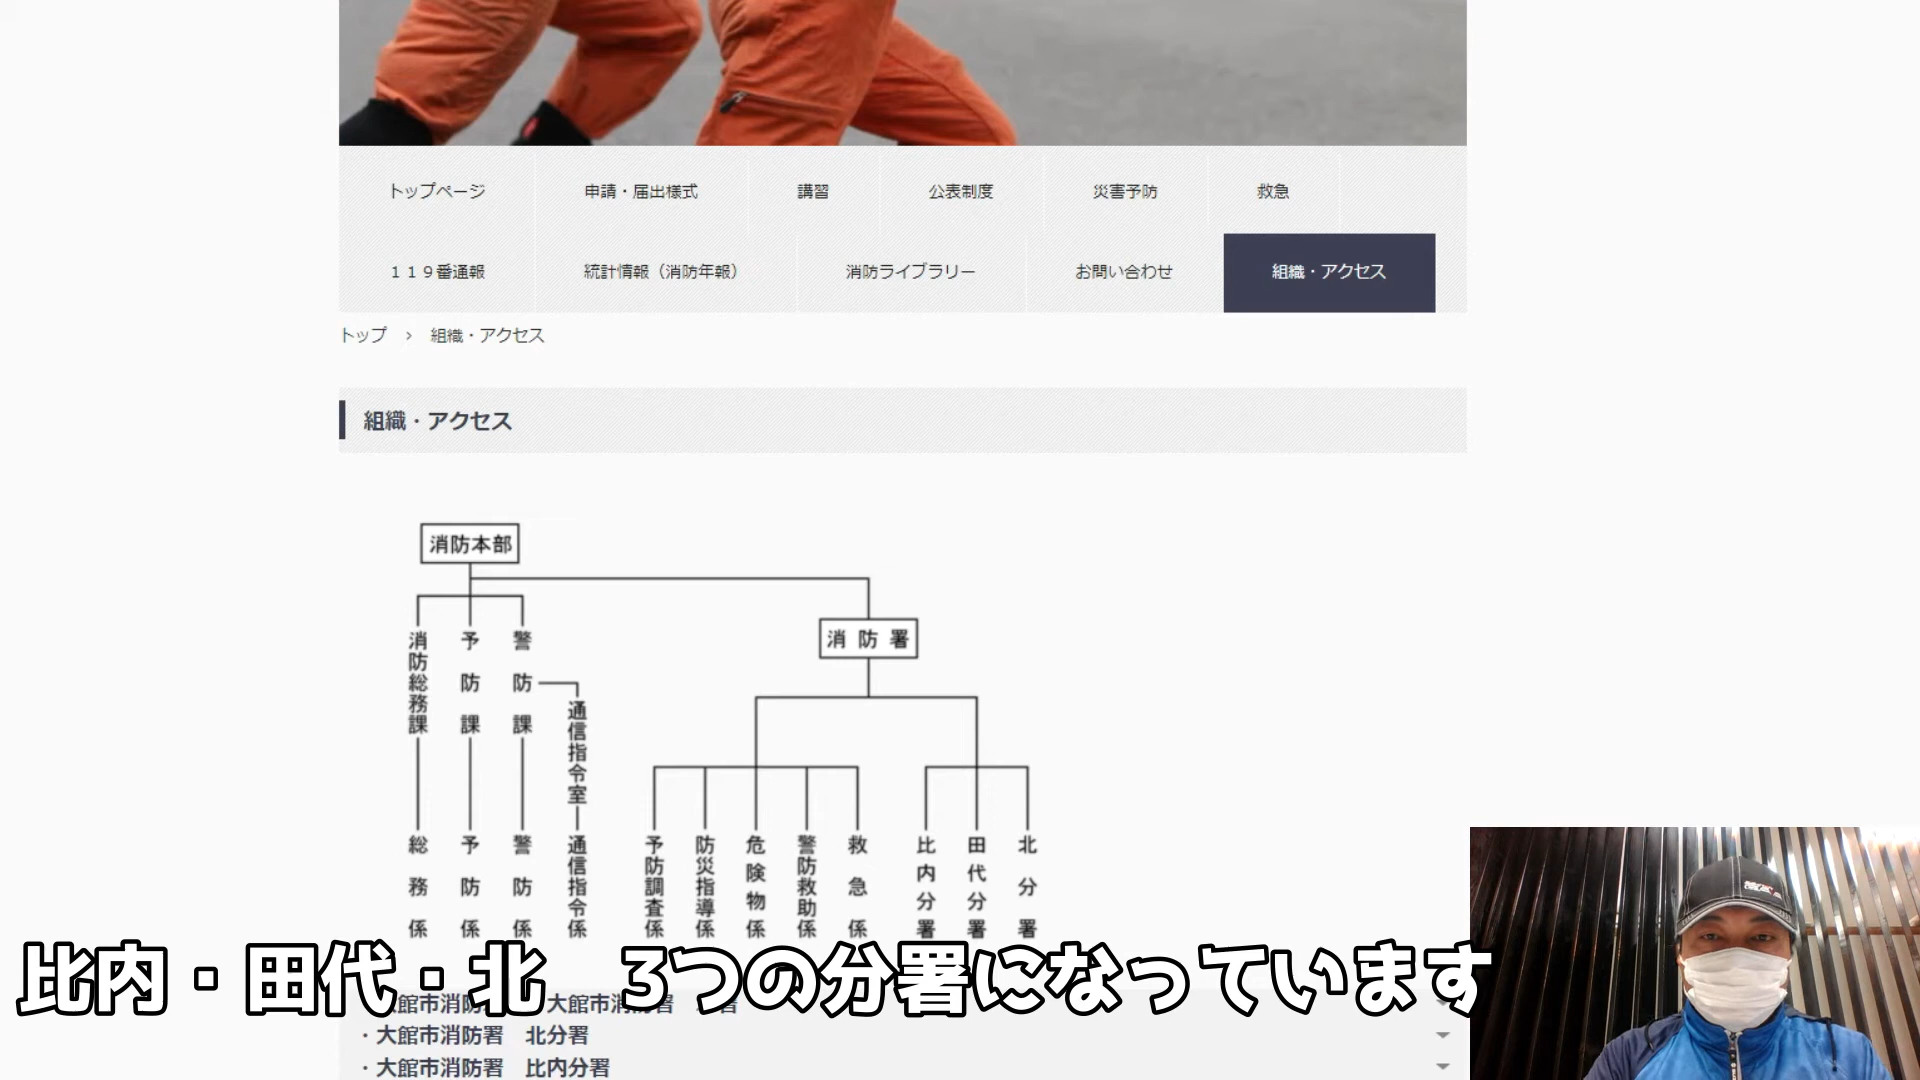 トップページ 申請・届出様式 講習 公表制度 災害予防 救急
１１９番通報 統計情報（消防年報） 消防ライブラリー お問い合わせ 組織・アクセス
トップ › 組織・アクセス
組織・アクセス
消防本部
消防署
消防総務課
予防課
警防課
通信指令室
総務係
予防係
警防係
通信指令係
予防調査係
防災指導係
危険物係
警防救助係
救急係
比内分署
田代分署
北分署
比内・田代・北 3つの分署になっています
・大館市消防署 北分署
・大館市消防署 比内分署